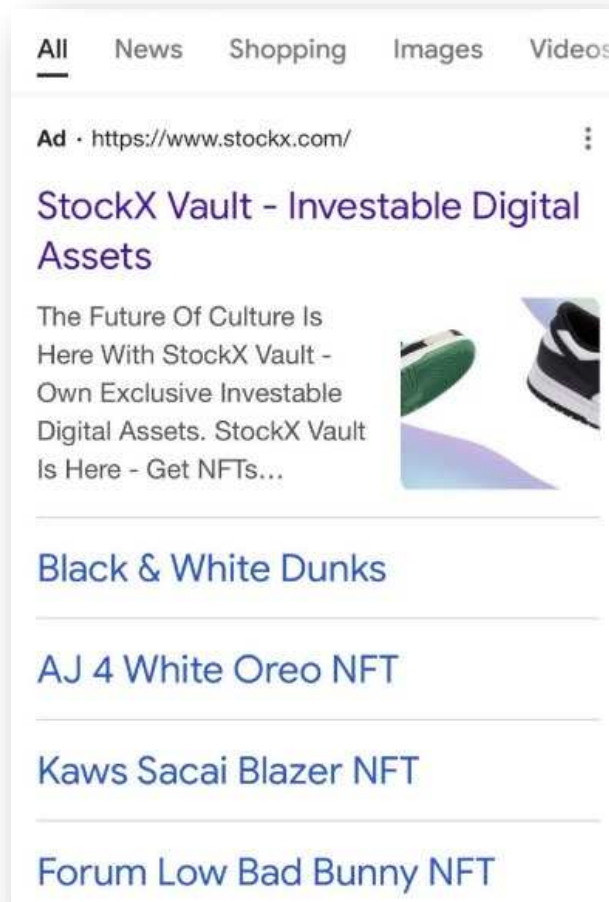 All News Shopping Images Videos
Ad · https://www.stockx.com/
StockX Vault - Investable Digital
Assets
The Future Of Culture Is
Here With StockX Vault -
Own Exclusive Investable
Digital Assets. StockX Vault
Is Here - Get NFTs...
Black & White Dunks
AJ 4 White Oreo NFT
Kaws Sacai Blazer NFT
Forum Low Bad Bunny NFT